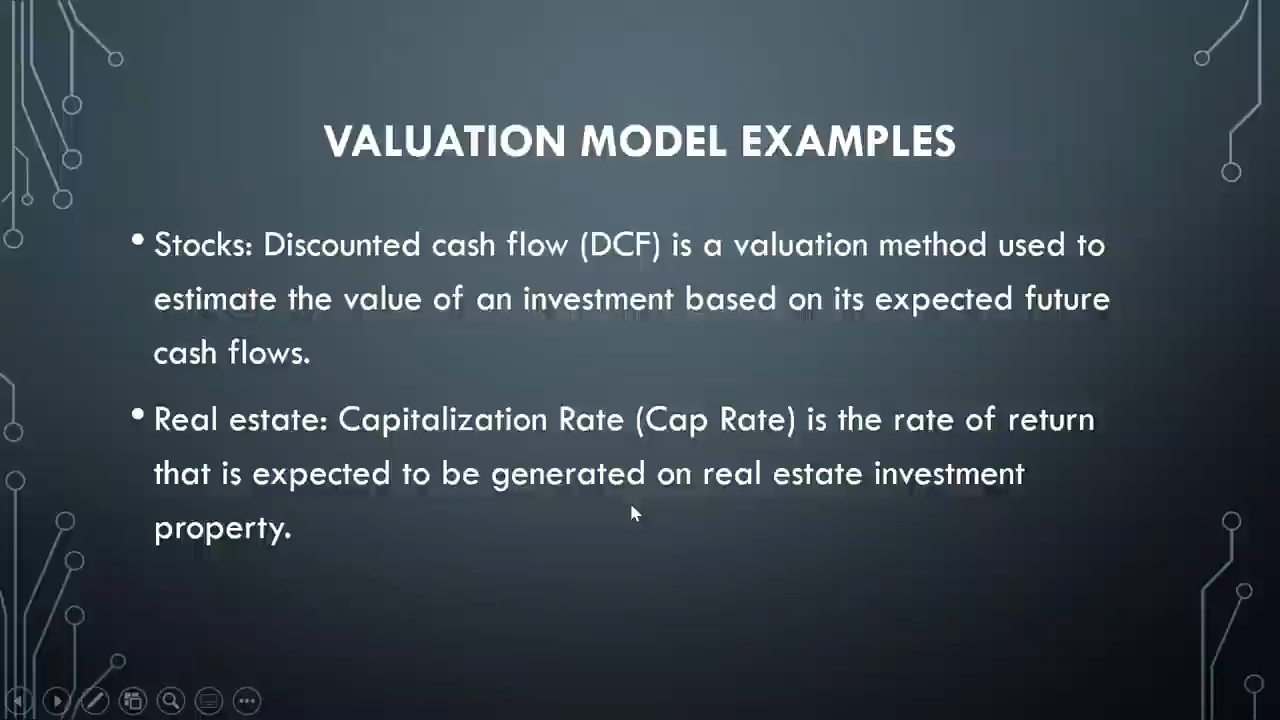 VALUATION MODEL EXAMPLES
• Stocks: Discounted cash flow (DCF) is a valuation method used to
estimate the value of an investment based on its expected future
cash flows.
• Real estate: Capitalization Rate (Cap Rate) is the rate of return
that is expected to be generated on real estate investment
property.